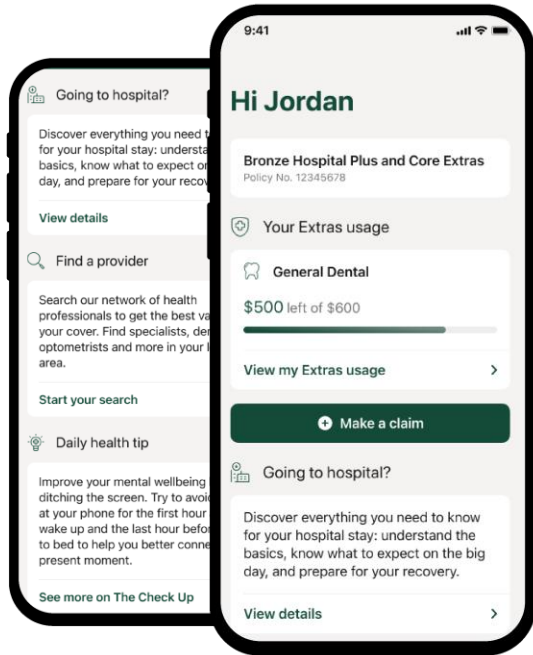 Going to hospital?
Discover everything you need
for your hospital stay:
basics, know what to expect
day, and prepare for your
View details
Find a provider
Search our network of health
professionals to get the best
your cover. Find specialists,
optometrists and more in your
area.
Start your search
Daily health tip
Improve your mental wellbeing
ditching the screen. Try to
at your phone for the first hour
wake up and the last hour
to bed to help you better
present moment.
See more on The Check Up
9:41
Hi Jordan
Bronze Hospital Plus and Core Extras
Policy No. 12345678
Your Extras usage
General Dental
$500 left of $600
View my Extras usage
Make a claim
Going to hospital?
Discover everything you need to know
for your hospital stay: understand the
basics, know what to expect on the big
day, and prepare for your recovery.
View details